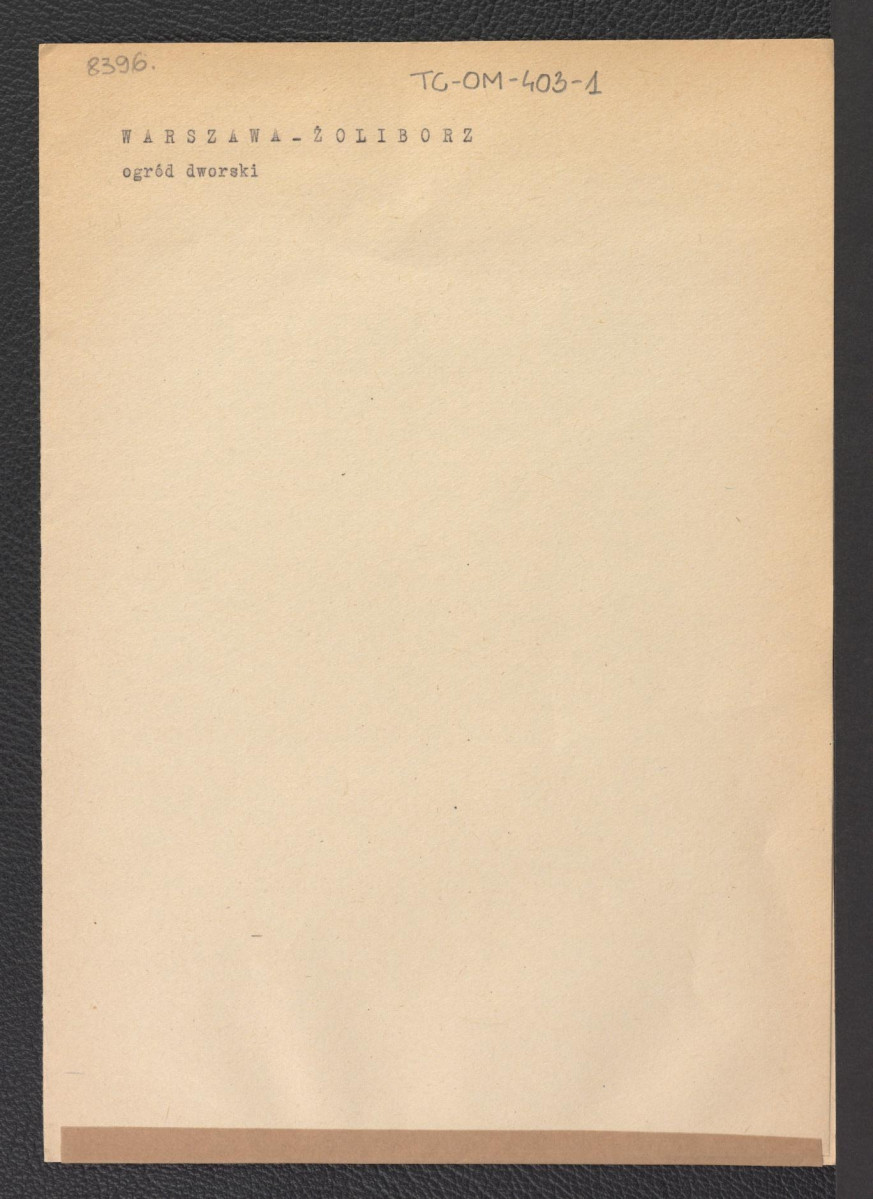 8396.
TG-OM-403-1
WARSZAWA-ŻOLIBORZ
ogród dworski